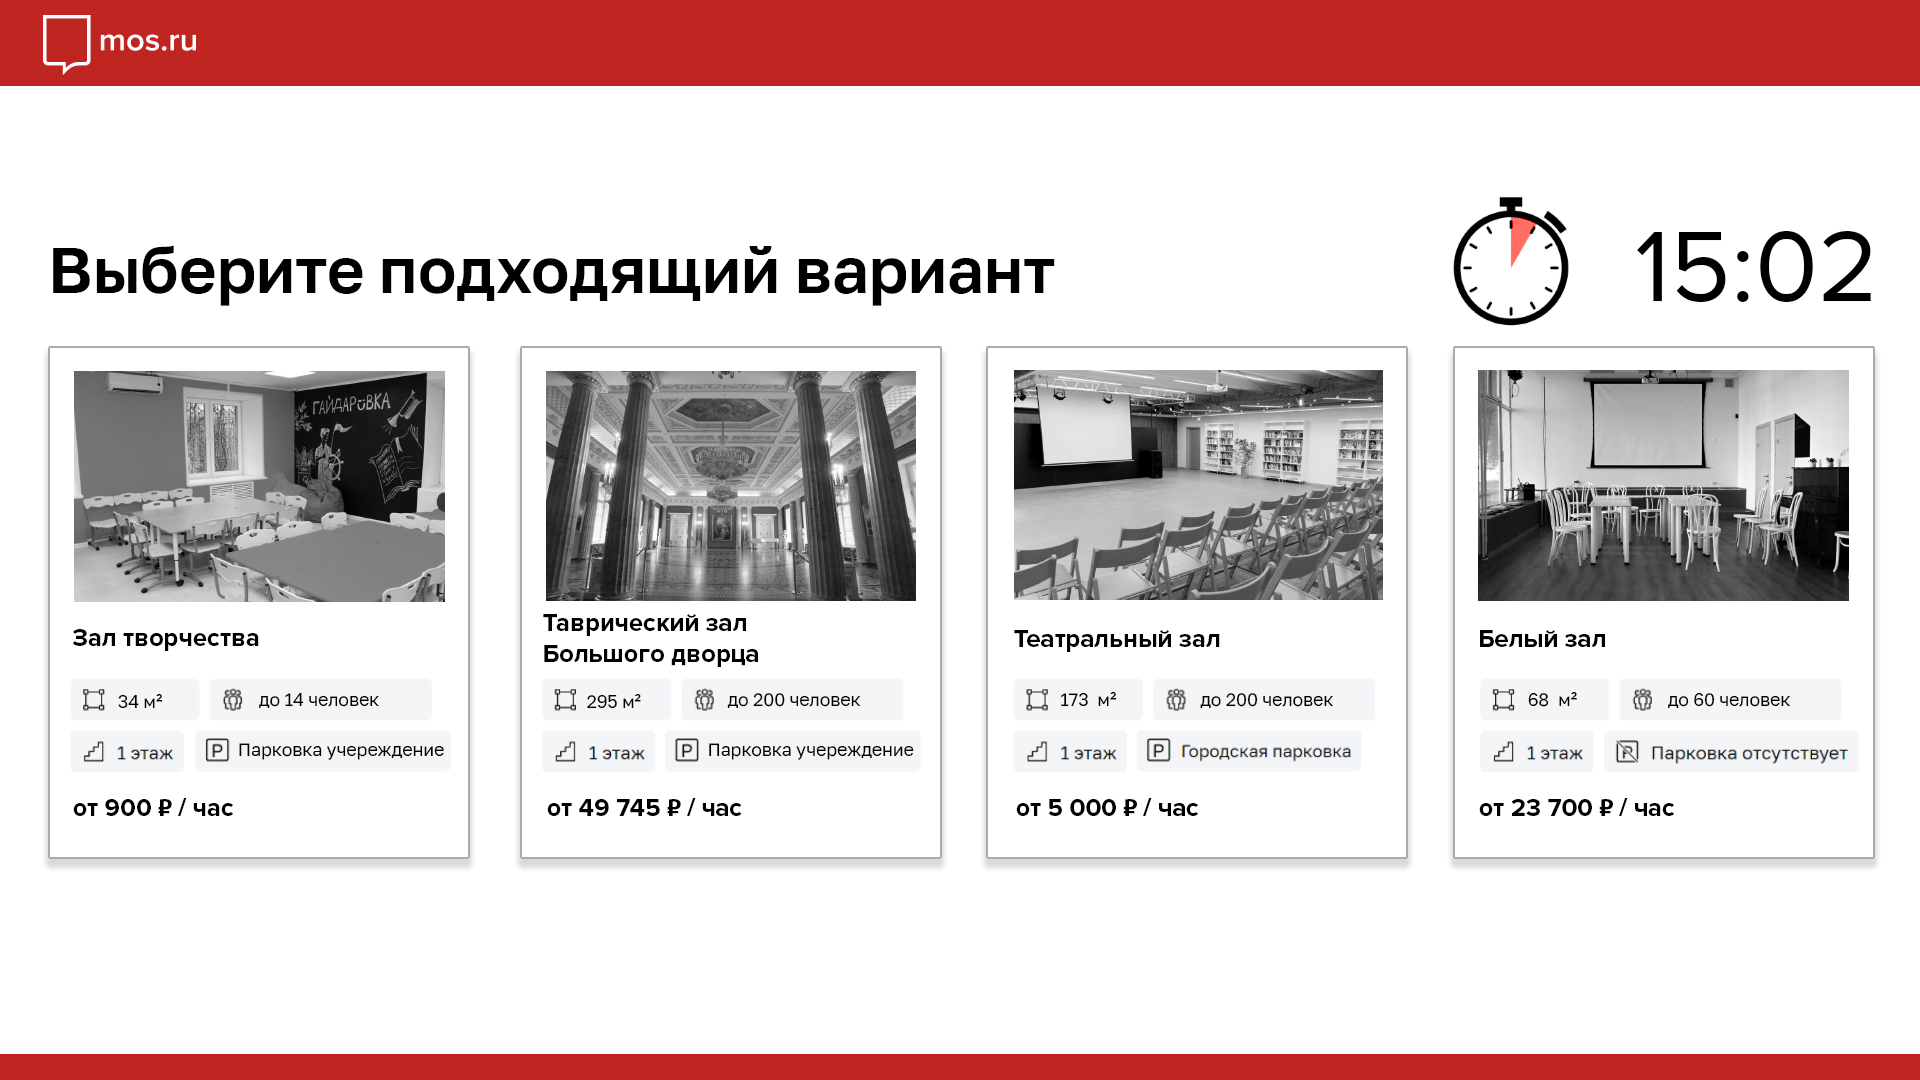 mos.ru
Выберите подходящий вариант
15:02
ГАЙДАРОВКА
Зал творчества
34 м²
до 14 человек
1 этаж
Парковка учереждение
от 900 ₽ / час
Таврический зал
Большого дворца
295 м²
до 200 человек
1 этаж
Парковка учереждение
от 49 745 ₽ / час
Театральный зал
173 м²
до 200 человек
1 этаж
Городская парковка
от 5 000 ₽ / час
Белый зал
68 м²
до 60 человек
1 этаж
Парковка отсутствует
от 23 700 ₽ / час